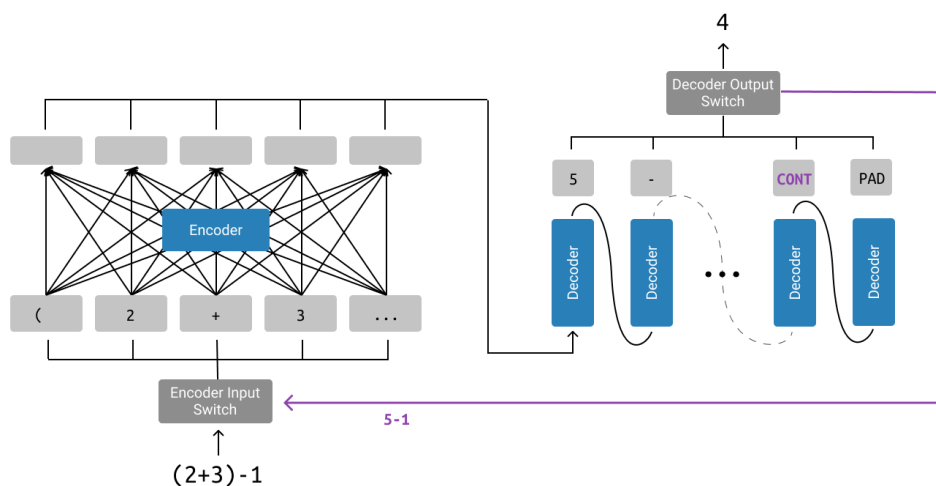 4
Decoder Output
Switch
5
-
CONT
PAD
Encoder
Decoder
Decoder
Decoder
Decoder
(
2
+
3
...
Encoder Input
Switch
5-1
(2+3)-1